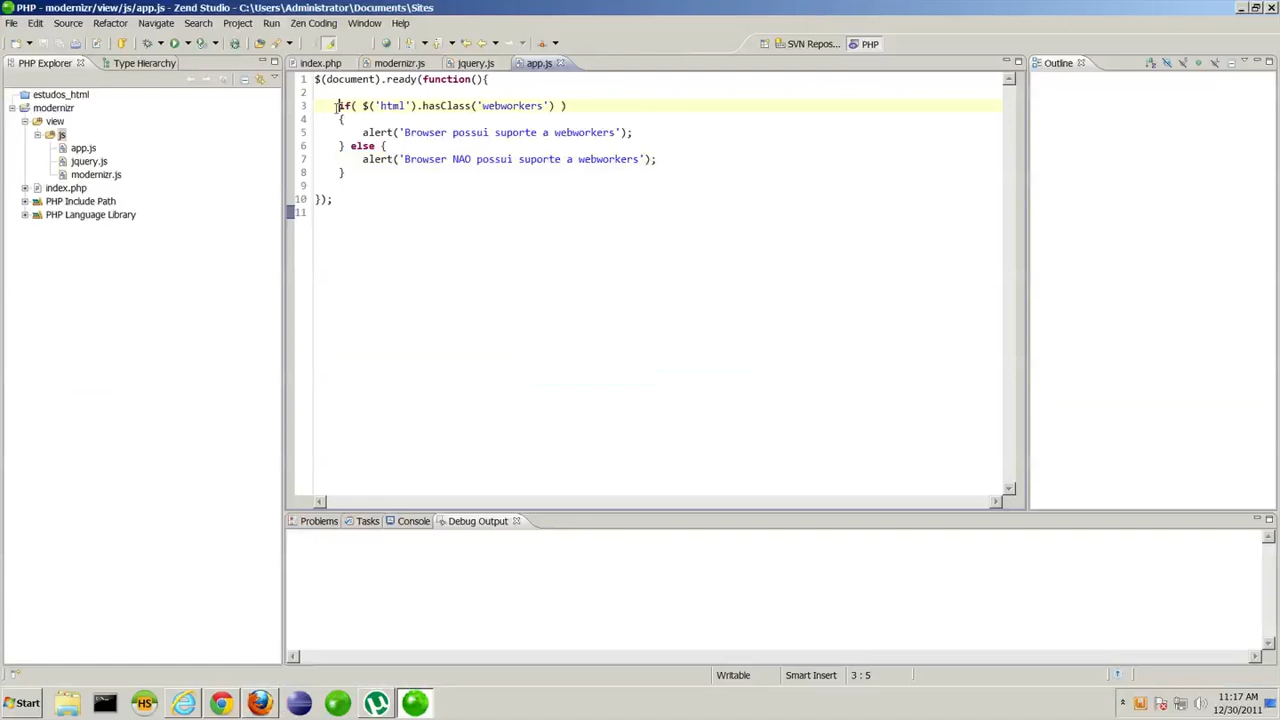 PHP - modernizr/view/js/app.js - Zend Studio - C:\Users\Administrator\Documents\Sites
File Edit Source Refactor Navigate Search Project Run Zen Coding Window Help
SVN Repos... PHP
PHP Explorer Type Hierarchy
index.php modernizr.js jquery.js app.js
Outline
estudos_html
modernizr
view
js
app.js
jquery.js
modernizr.js
index.php
PHP Include Path
PHP Language Library
1 $(document).ready(function(){
2
3 if( $('html').hasClass('webworkers') )
4 {
5 alert('Browser possui suporte a webworkers');
6 } else {
7 alert('Browser NAO possui suporte a webworkers');
8 }
9
10 });
11
Problems Tasks Console Debug Output
Writable Smart Insert 3 : 5
Start HS
11:17 AM
12/30/2011